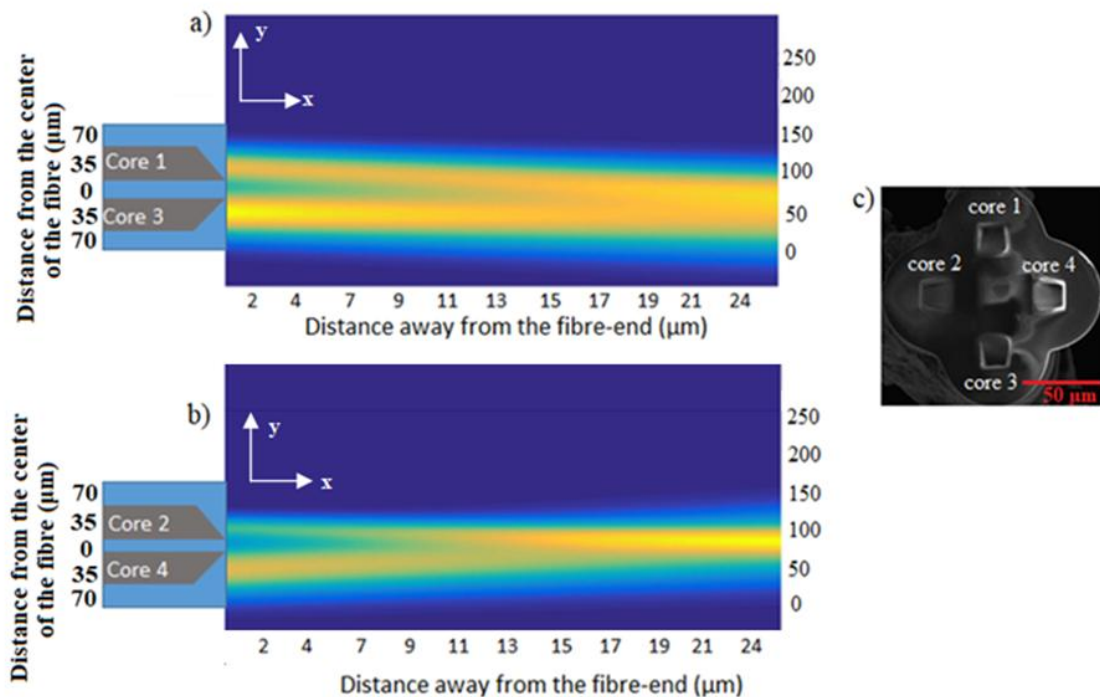 a)
y
x
250
200
150
100
50
0
Distance from the center
of the fibre (µm)
70
35
0
35
70
Core 1
Core 3
2 4 7 9 11 13 15 17 19 21 24
Distance away from the fibre-end (µm)
b)
y
x
250
200
150
100
50
0
Distance from the center
of the fibre (µm)
70
35
0
35
70
Core 2
Core 4
2 4 7 9 11 13 15 17 19 21 24
Distance away from the fibre-end (µm)
c)
core 1
core 2 core 4
core 3
50 µm